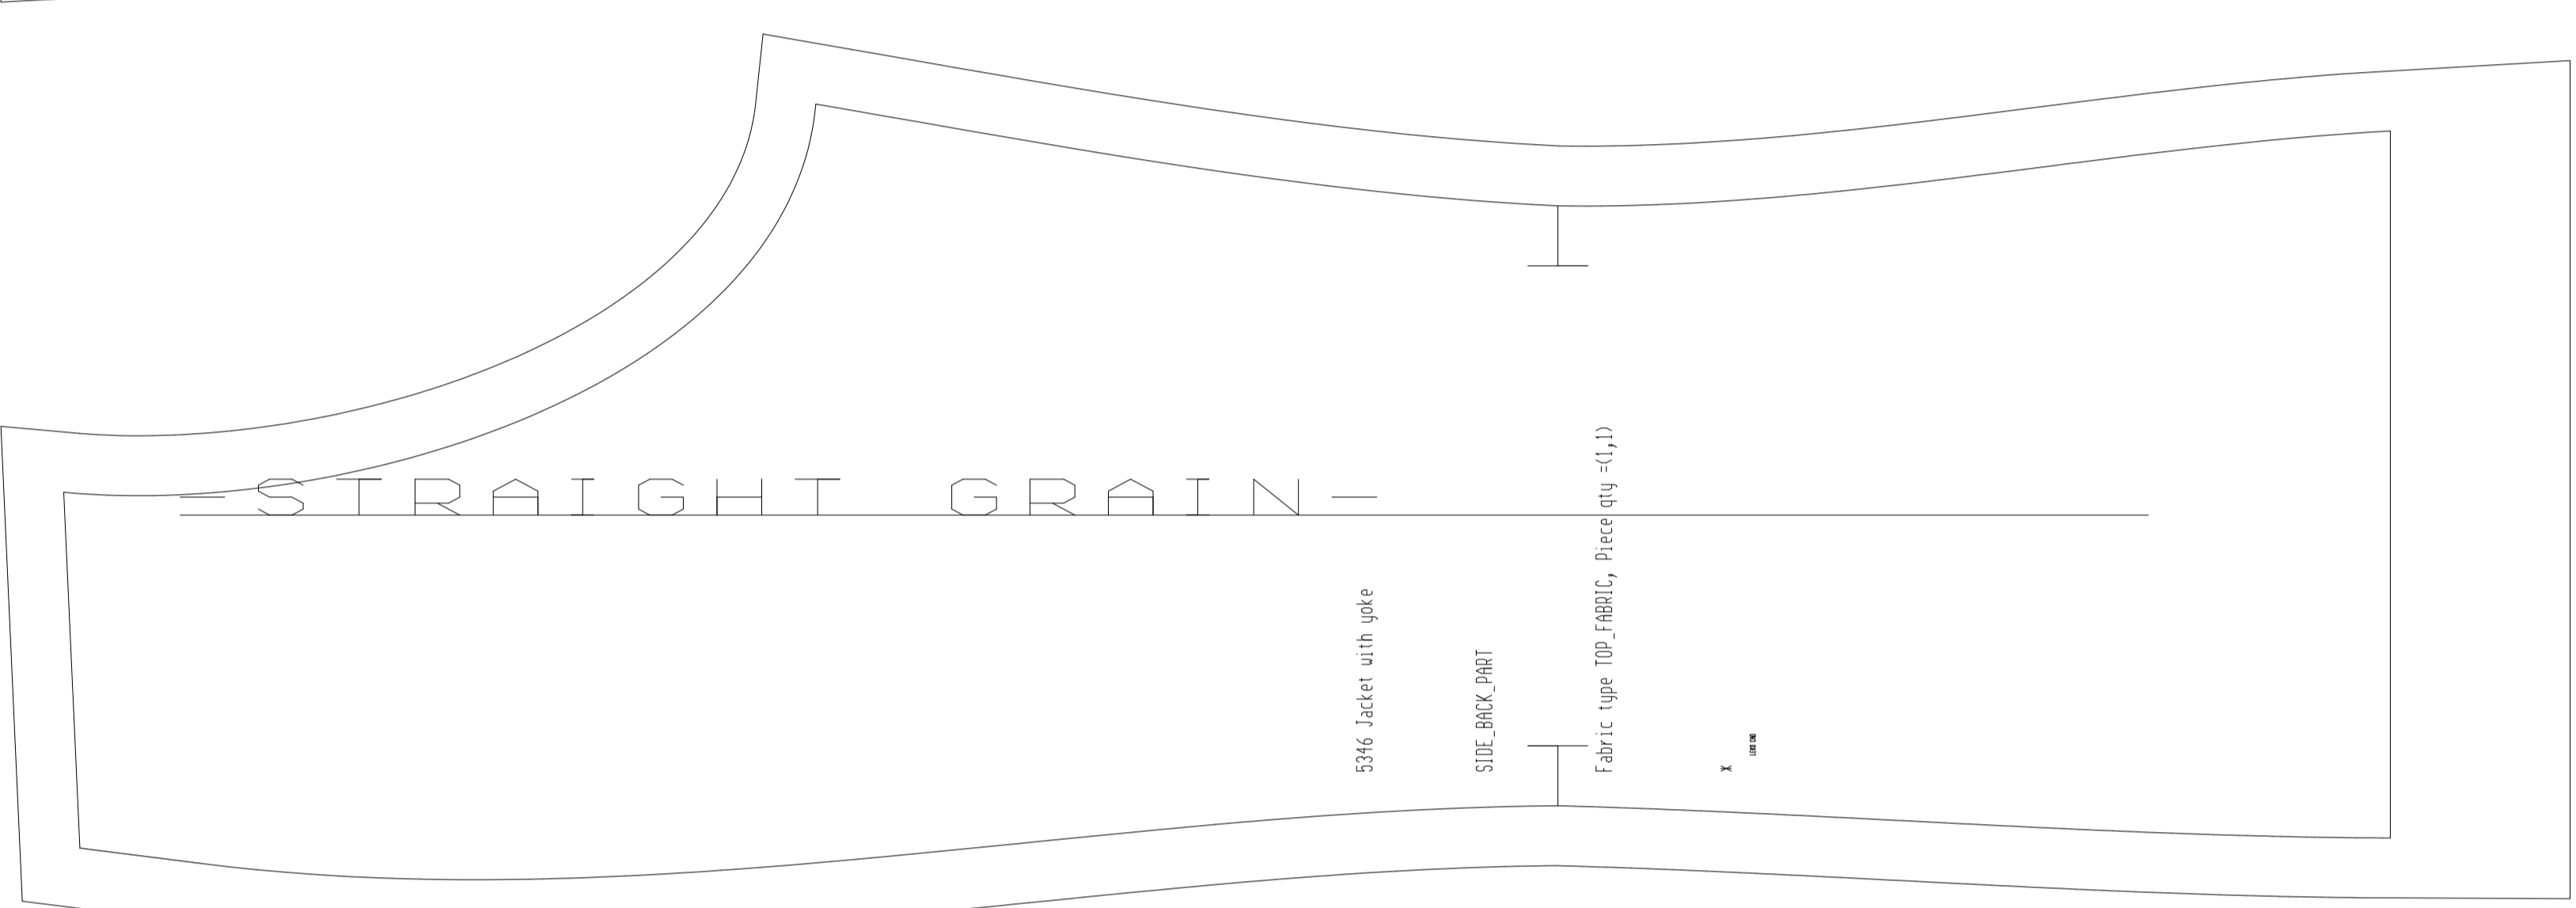 -STRAIGHT GRAIN-
5346 Jacket with yoke
SIDE_BACK_PART
Fabric type TOP_FABRIC, Piece qty =(1,1)